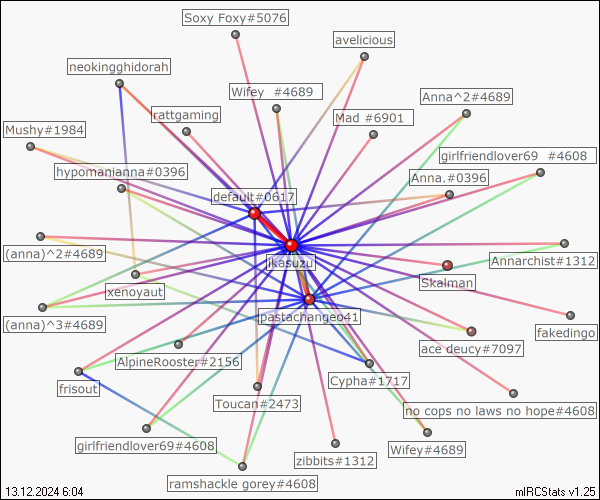 Soxy Foxy#5076
avelicious
neokingghidorah
Wifey  #4689
Anna^2#4689
rattgaming
Mad #6901
Mushy#1984
girlfriendlover69  #4608
hypomanianna#0396
Anna.#0396
default#0617
(anna)^2#4689
jkasuzu
Annarchist#1312
Skalman
xenoyaut
pastachangeo41
(anna)^3#4689
fakedingo
ace deucy#7097
AlpineRooster#2156
Cypha#1717
frisout
Toucan#2473
no cops no laws no hope#4608
girlfriendlover69#4608
Wifey#4689
zibbits#1312
ramshackle gorey#4608
13.12.2024 6:04
mIRCStats v1.25